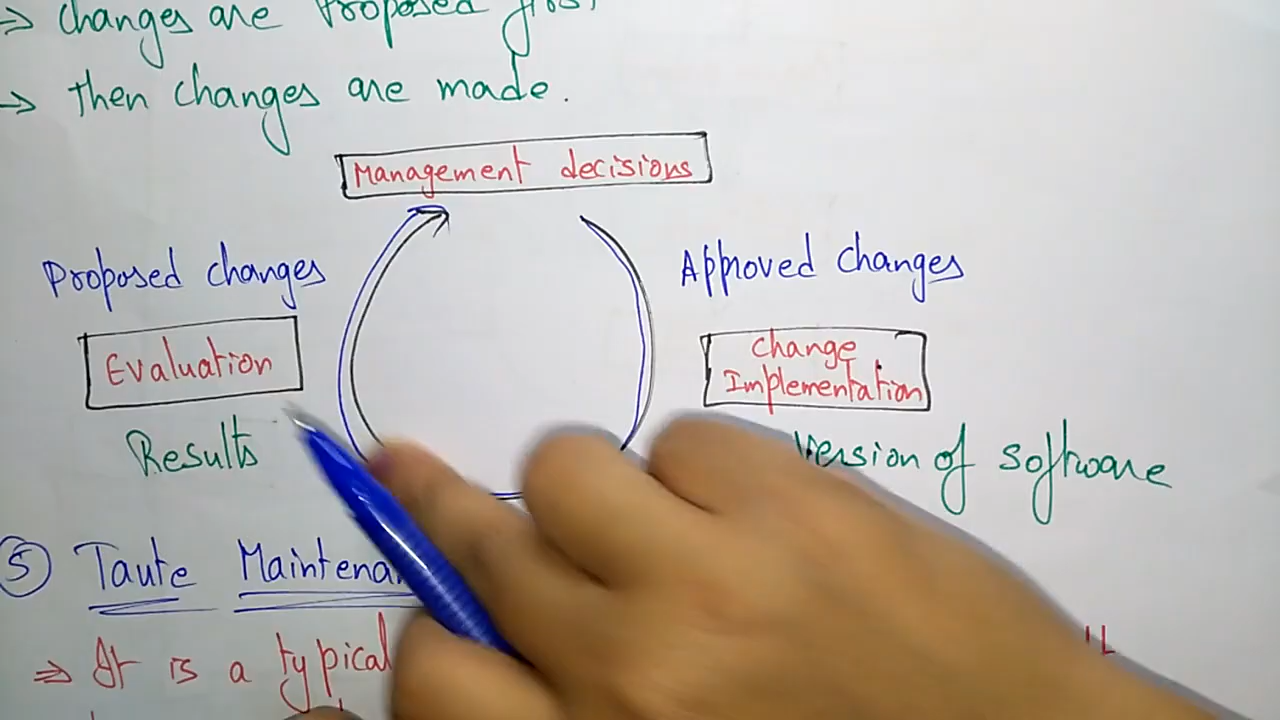 ⇒ Changes are Proposed
⇒ Then changes are made.
Management decisions
Proposed changes
Approved changes
Evaluation
Change
Implementation
Results
Version of software
5 Taute
⇒ It is a typical